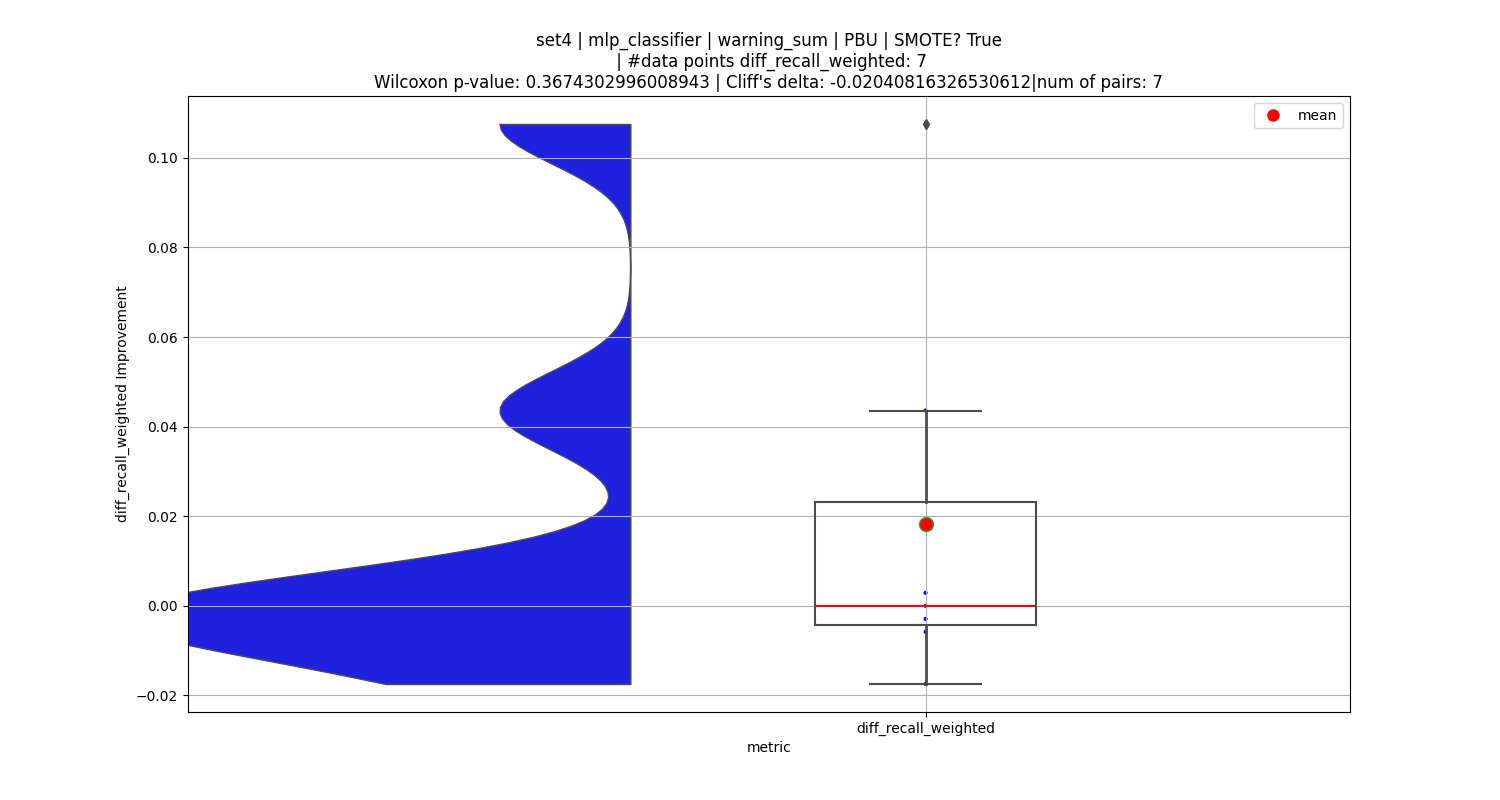 set4 | mlp_classifier | warning_sum | PBU | SMOTE? True
| #data points diff_recall_weighted: 7
Wilcoxon p-value: 0.3674302996008943 | Cliff's delta: -0.02040816326530612|num of pairs: 7
mean
0.10
0.08
0.06
0.04
0.02
0.00
−0.02
diff_recall_weighted Improvement
diff_recall_weighted
metric